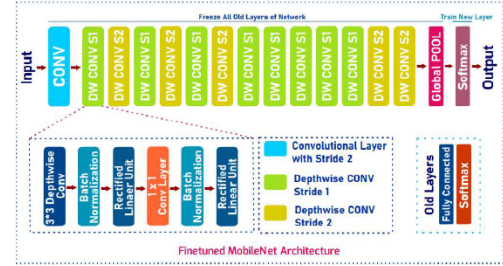 Freeze All Old Layers of Network
Train New Layer
Input
CONV
DW CONV S1
DW CONV S2
DW CONV S1
DW CONV S2
DW CONV S1
DW CONV S2
DW CONV S1
DW CONV S1
DW CONV S1
DW CONV S1
DW CONV S1
DW CONV S2
DW CONV S2
Global POOL
Softmax
Output
3*3 Depthwise
Conv
Batch
Normalization
Rectified
Linaer Unit
1 x 1
Conv Layer
Batch
Normalization
Rectified
Linear Unit
Convolutional Layer
with Stride 2
Depthwise CONV
Stride 1
Depthwise CONV
Stride 2
Old Layers
Fully Connected
Softmax
Finetuned MobileNet Architecture